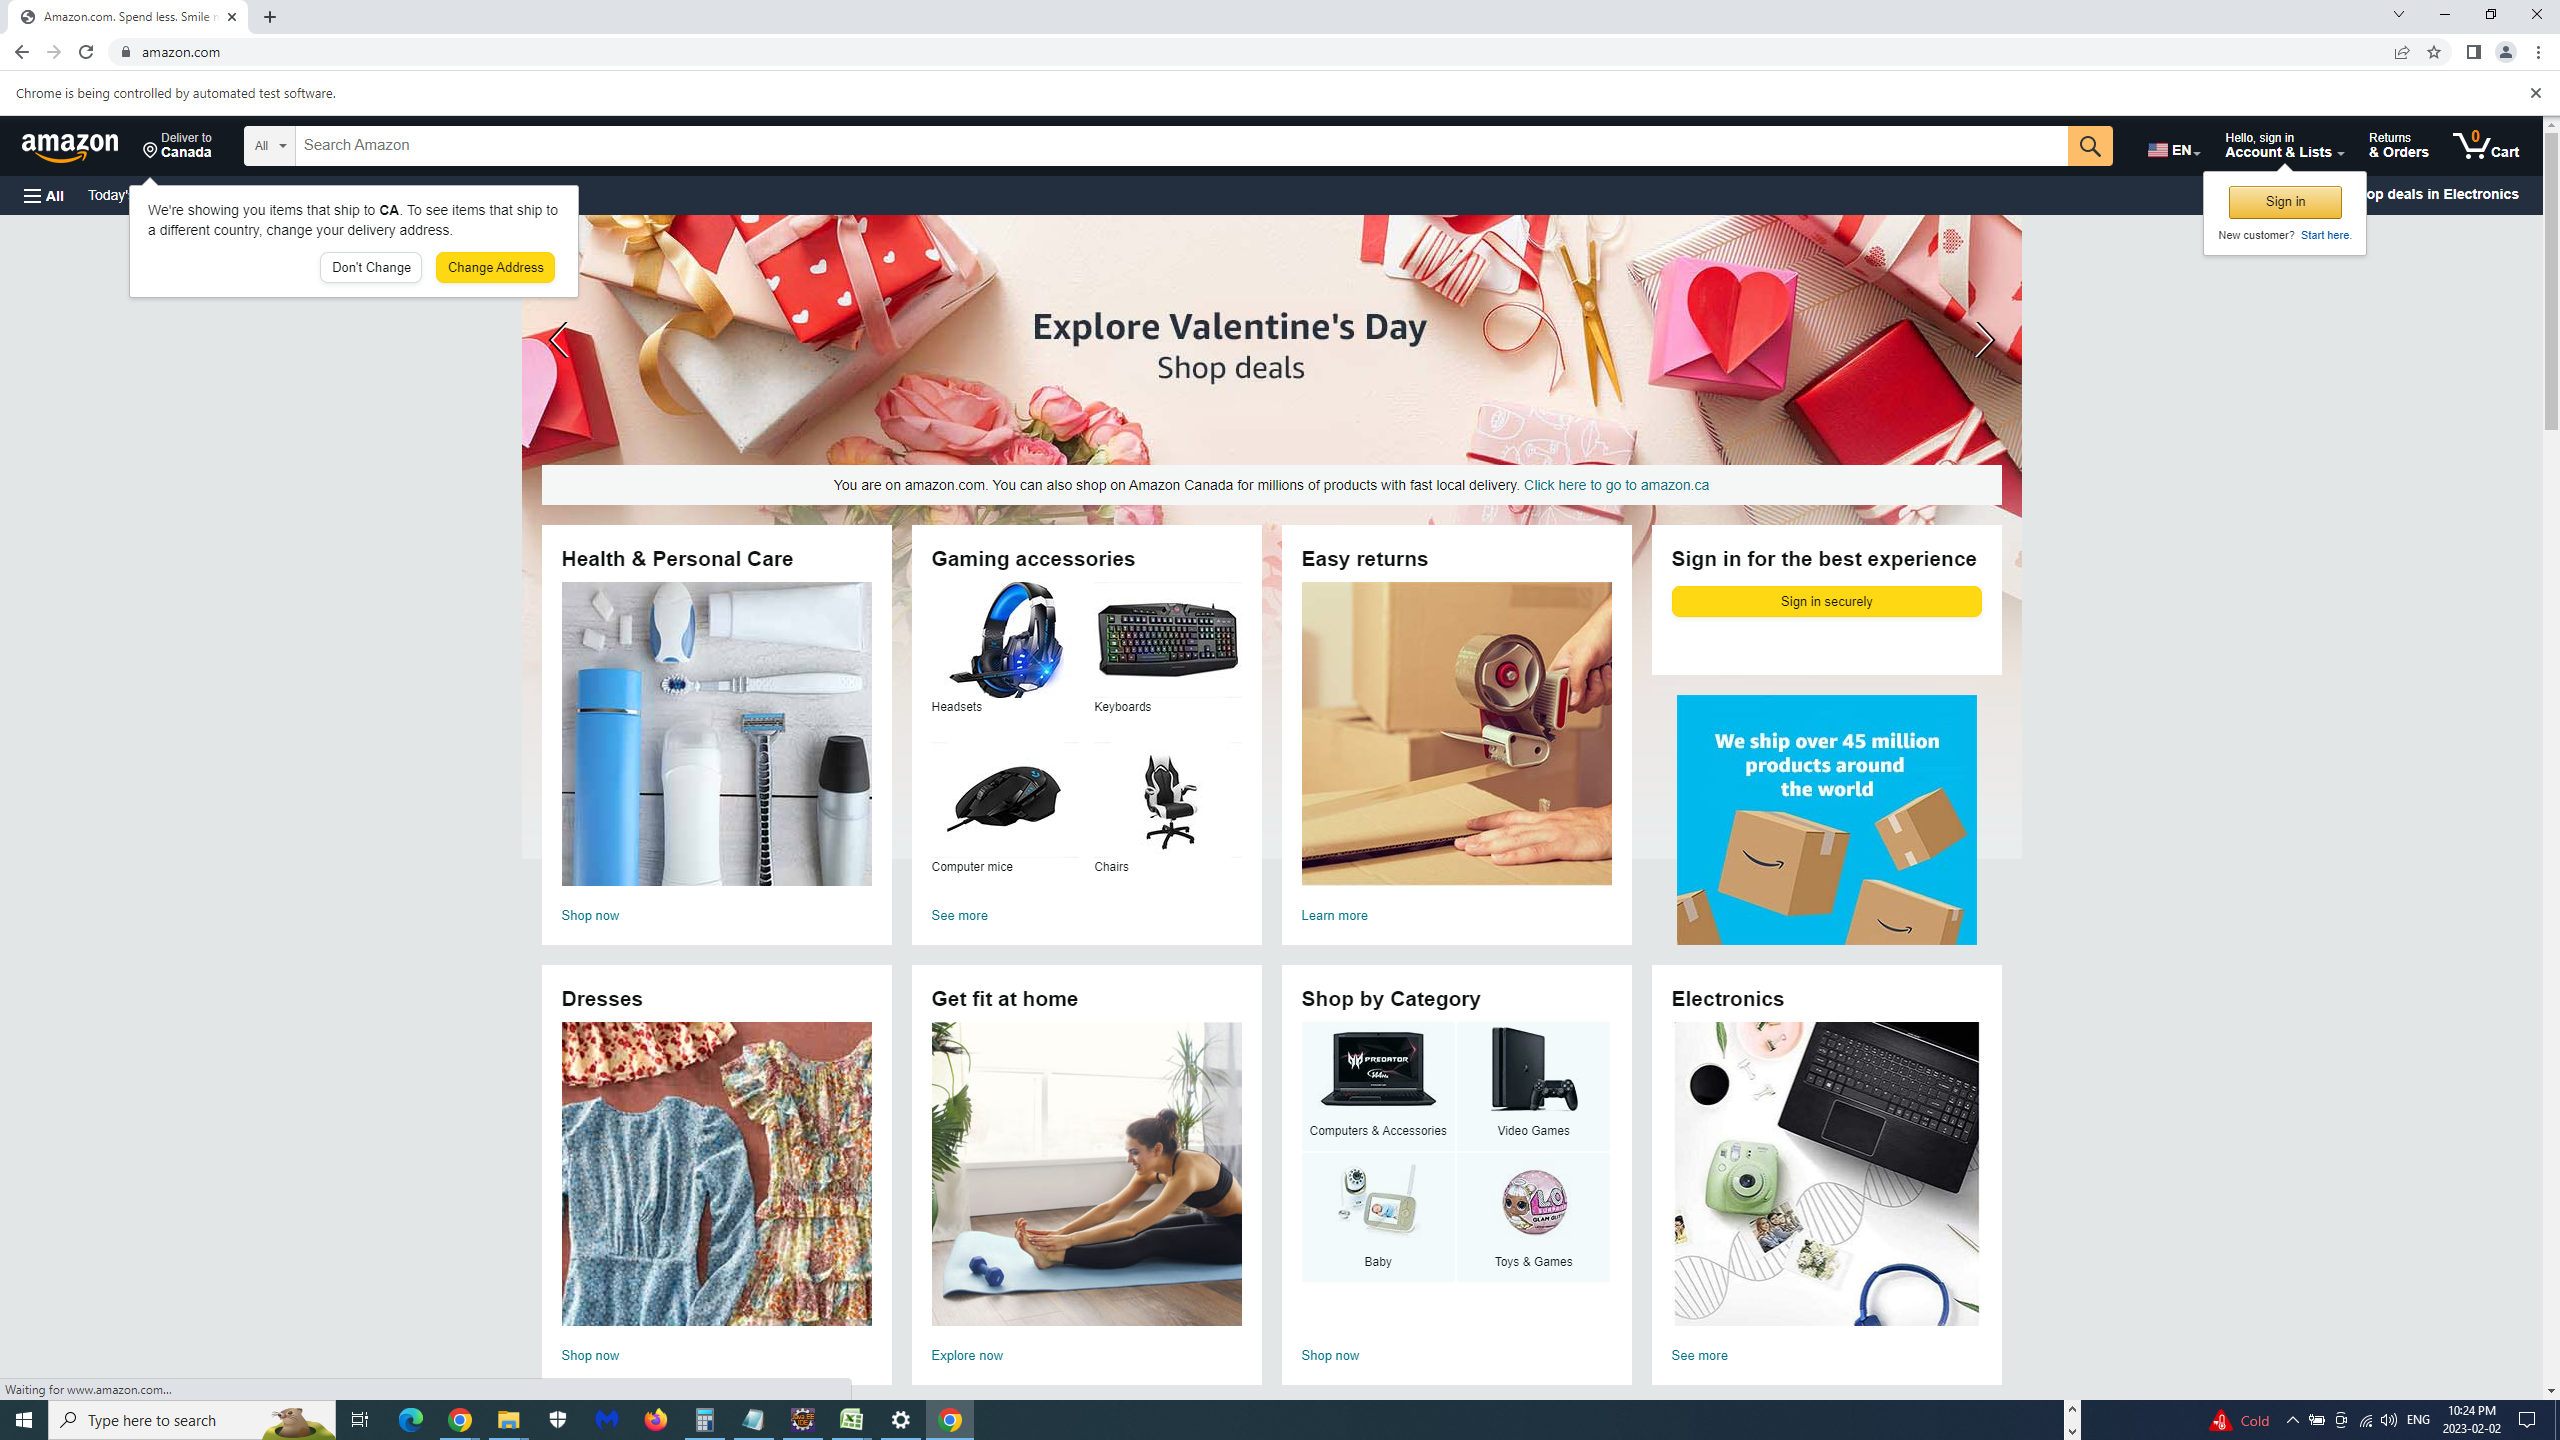 Amazon.com. Spend less. Smile
amazon.com
Chrome is being controlled by automated test software.
amazon
Deliver to
Canada
All
Search Amazon
EN
Hello, sign in
Account & Lists
Returns
& Orders
0
Cart
All
Today'
op deals in Electronics
We're showing you items that ship to CA. To see items that ship to
a different country, change your delivery address.
Don't Change
Change Address
Sign in
New customer? Start here.
Explore Valentine's Day
Shop deals
You are on amazon.com. You can also shop on Amazon Canada for millions of products with fast local delivery. Click here to go to amazon.ca
Health & Personal Care
Shop now
Gaming accessories
Headsets
Keyboards
Computer mice
Chairs
See more
Easy returns
Learn more
Sign in for the best experience
Sign in securely
We ship over 45 million
products around
the world
Dresses
Shop now
Get fit at home
Explore now
Shop by Category
PREDATOR
Computers & Accessories
Video Games
Baby
L.O.L.
Toys & Games
Shop now
Electronics
See more
Waiting for www.amazon.com...
Type here to search
Cold
ENG
10:24 PM
2023-02-02